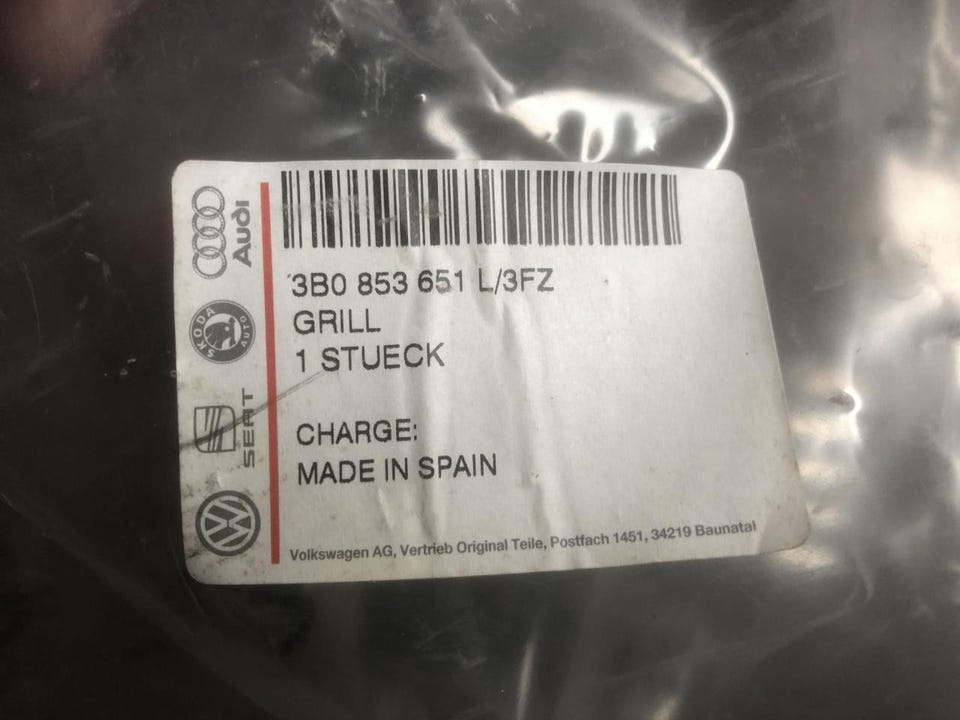 3B0 853 651 L/3FZ
GRILL
1 STUECK
CHARGE:
MADE IN SPAIN
Volkswagen AG, Vertrieb Original Teile, Postfach 1451, 34219 Baunatal
Audi
SKODA
AUTO
SEAT